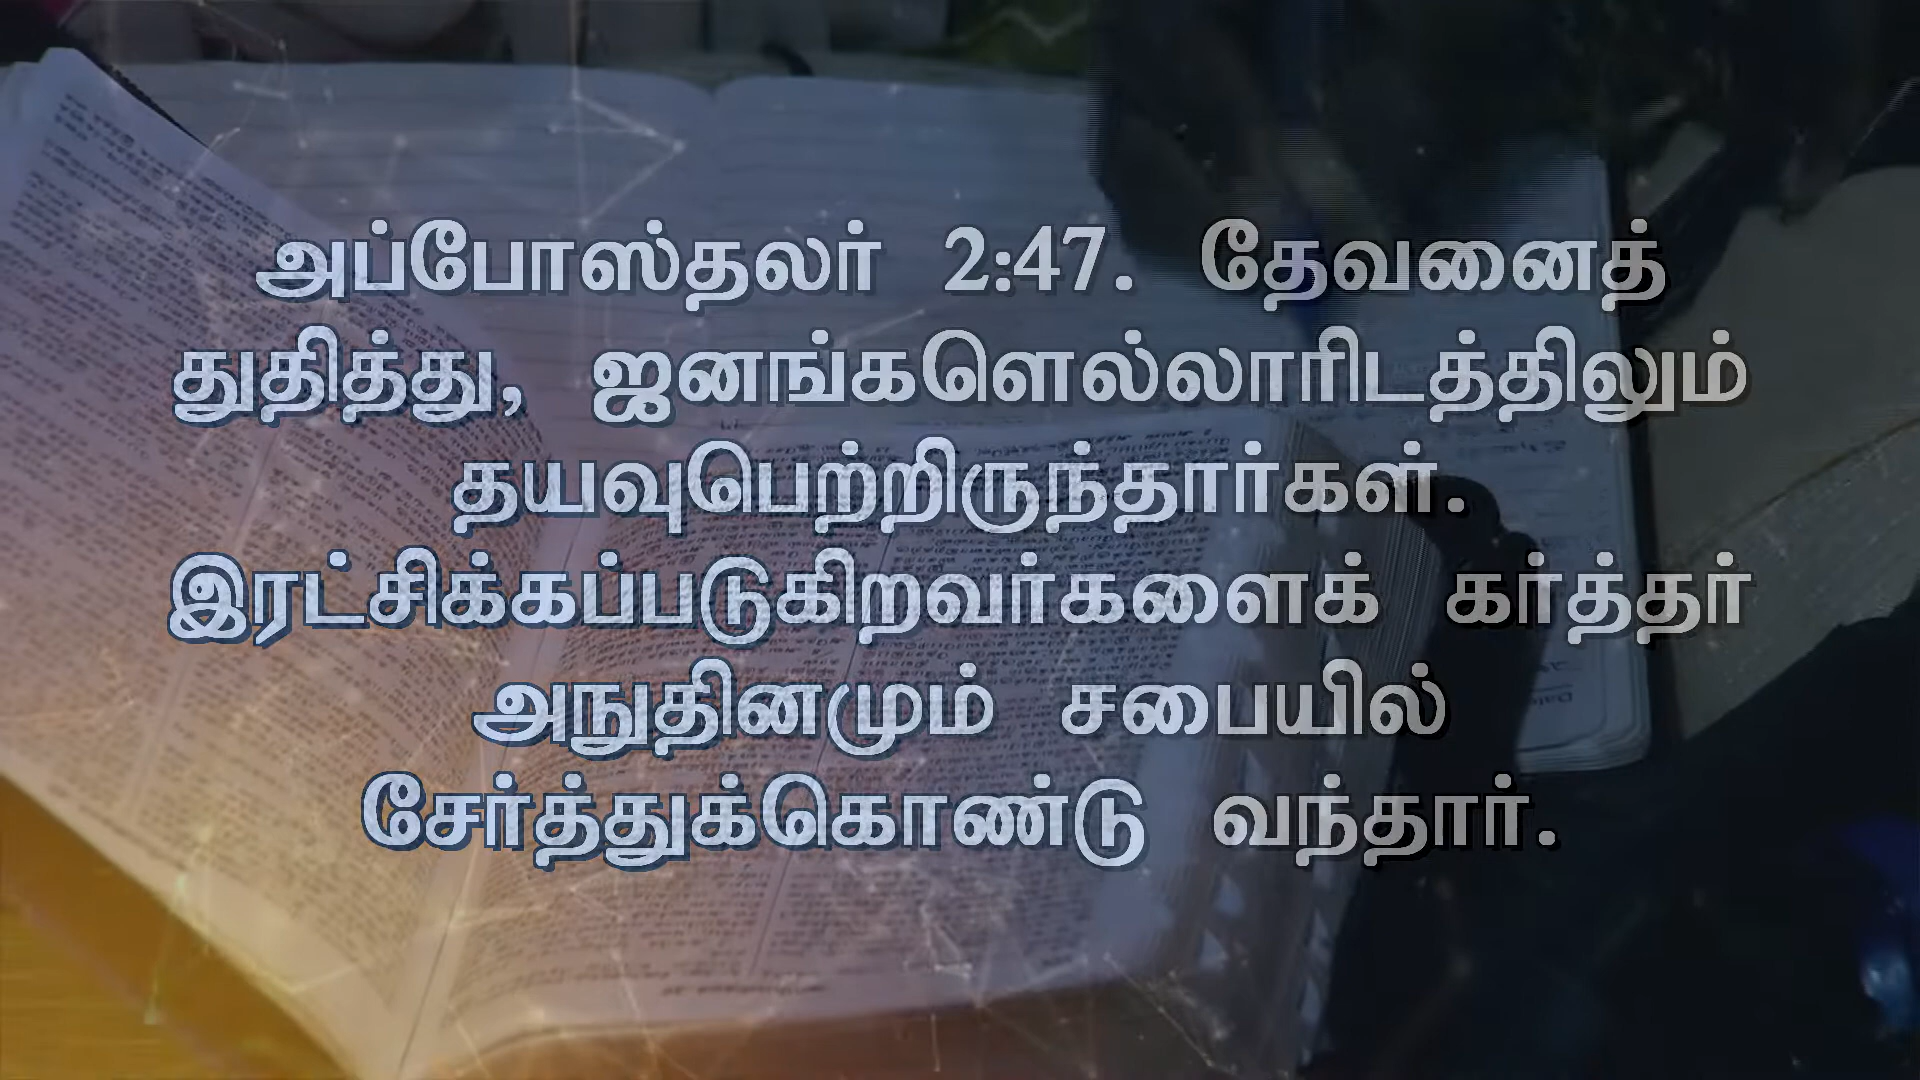 அப்போஸ்தலர் 2:47. தேவனைத்
துதித்து, ஜனங்களெல்லாரிடத்திலும்
தயவுபெற்றிருந்தார்கள்.
இரட்சிக்கப்படுகிறவர்களைக் கர்த்தர்
அநுதினமும் சபையில்
சேர்த்துக்கொண்டு வந்தார்.